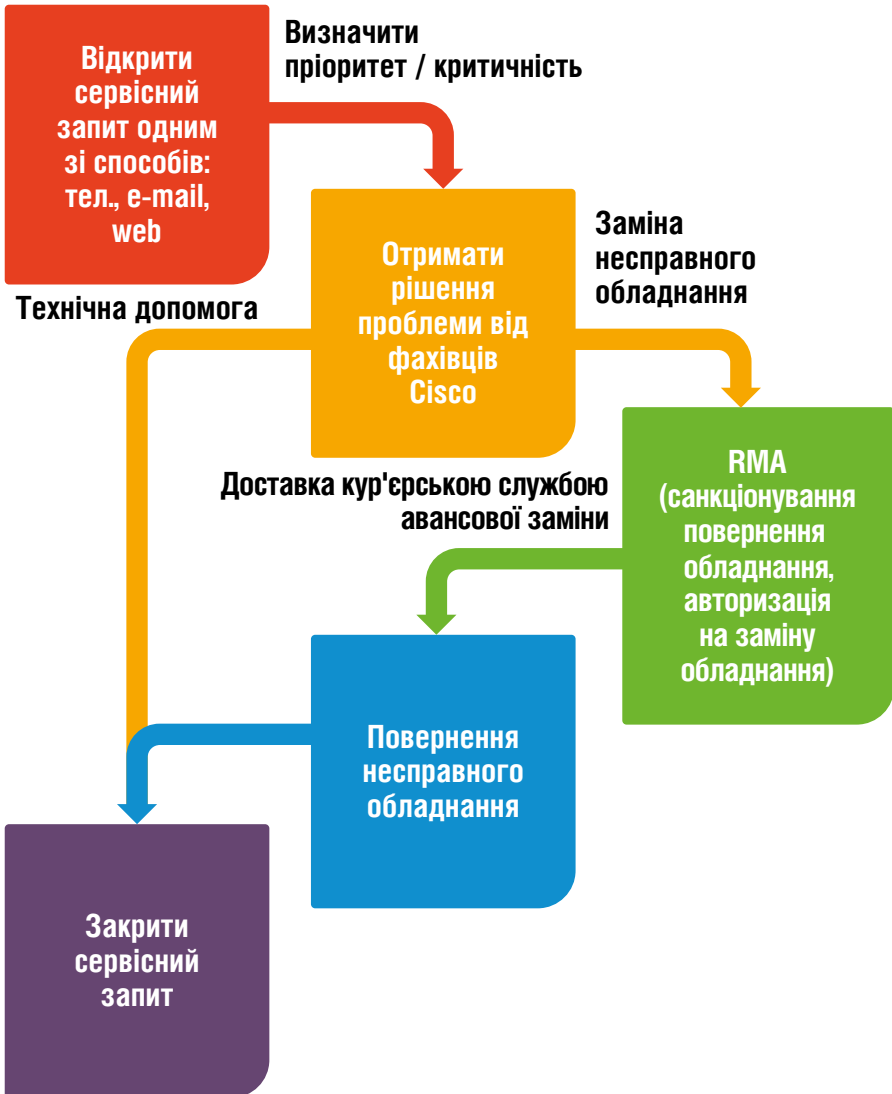 Відкрити
сервісний
запит одним
зі способів:
тел., e-mail,
web
Визначити
пріоритет / критичність
Отримати
рішення
проблеми від
фахівців
Cisco
Заміна
несправного
обладнання
Технічна допомога
RMA
(санкціонування
повернення
обладнання,
авторизація
на заміну
обладнання)
Доставка кур'єрською службою
авансової заміни
Повернення
несправного
обладнання
Закрити
сервісний
запит